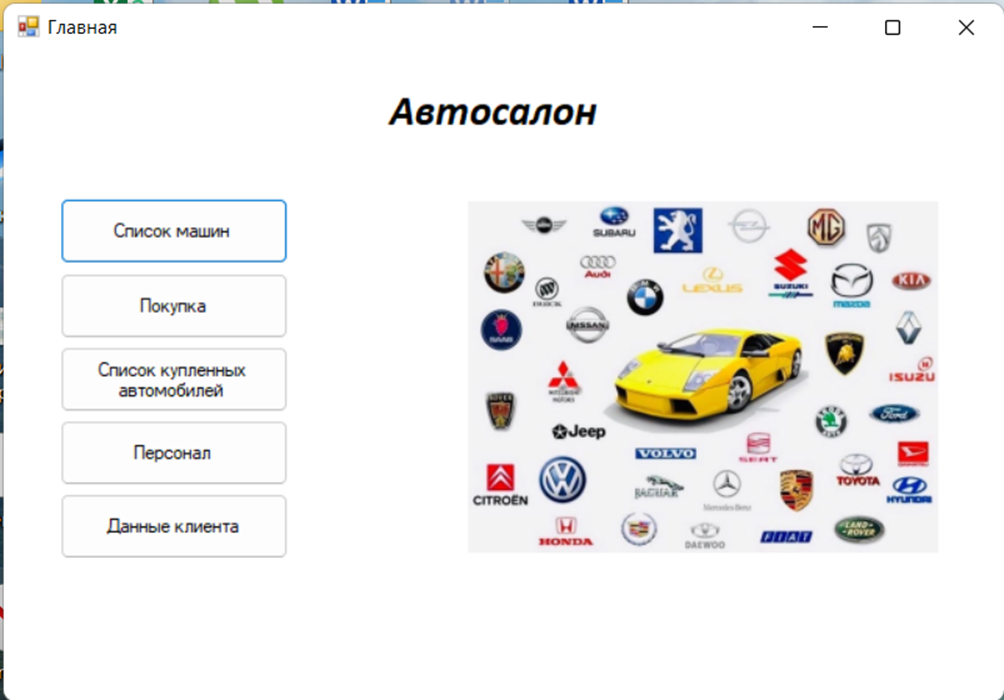 Главная
Автосалон
Список машин
Покупка
Список купленных
автомобилей
Персонал
Данные клиента
SUBARU
MG
Audi
BUICK
LEXUS
SUZUKI
mazda
KIA
BMW
SAAB
NISSAN
ISUZU
MITSUBISHI
MOTORS
ROVER
Jeep
Ford
VOLVO
SEAT
TOYOTA
CITROËN
JAGUAR
Mercedes-Benz
HYUNDAI
HONDA
DAEWOO
FIAT
LAND-
ROVER